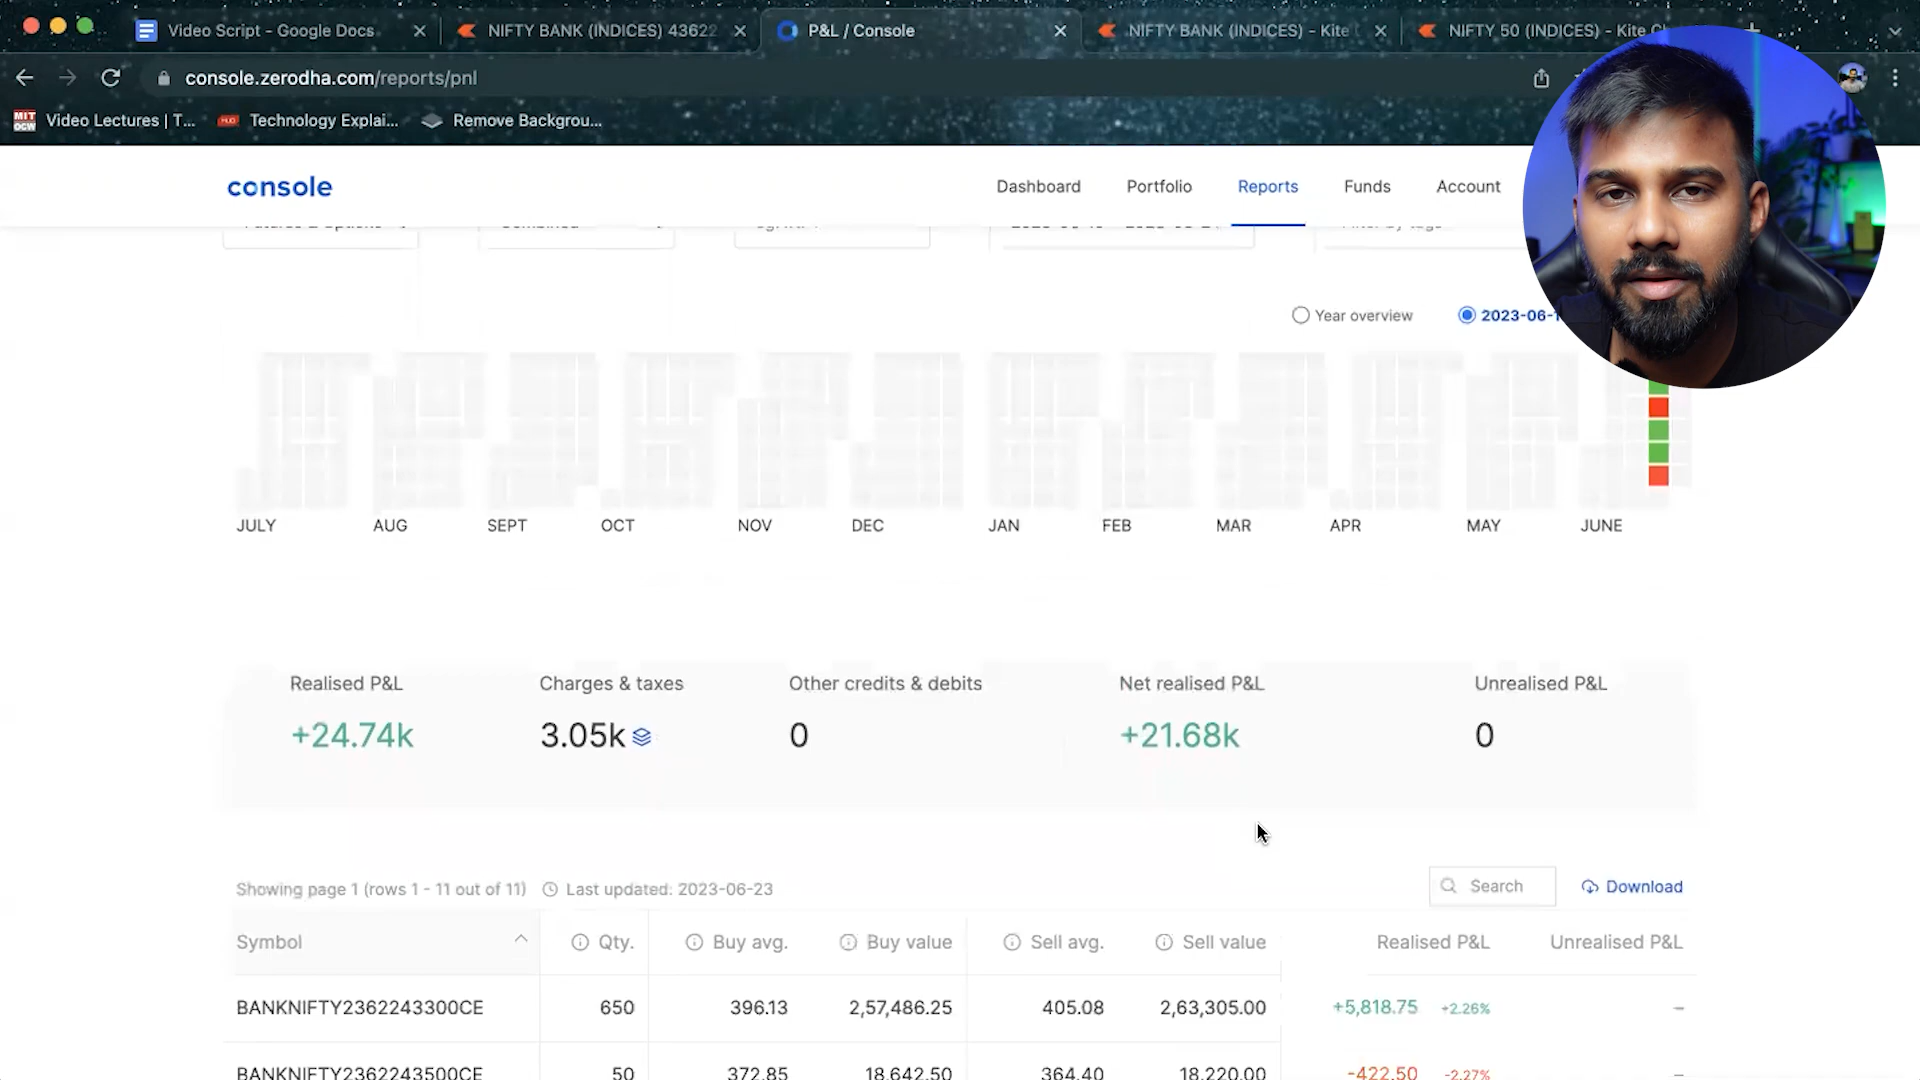 Video Script - Google Docs
NIFTY BANK (INDICES) 43622
P&L / Console
NIFTY BANK (INDICES) - Kite
NIFTY 50 (INDICES) - Kite
console.zerodha.com/reports/pnl
MIT OCW
Video Lectures | T...
Technology Explai...
Remove Backgrou...
console
Dashboard
Portfolio
Reports
Funds
Account
Year overview
2023-06-1
JULY
AUG
SEPT
OCT
NOV
DEC
JAN
FEB
MAR
APR
MAY
JUNE
Realised P&L
Charges & taxes
Other credits & debits
Net realised P&L
Unrealised P&L
+24.74k
3.05k
0
+21.68k
0
Showing page 1 (rows 1 - 11 out of 11)
Last updated: 2023-06-23
Search
Download
Symbol
Qty.
Buy avg.
Buy value
Sell avg.
Sell value
Realised P&L
Unrealised P&L
BANKNIFTY2362243300CE
650
396.13
2,57,486.25
405.08
2,63,305.00
+5,818.75
+2.26%
–
BANKNIFTY2362243500CE
50
372.85
18,642.50
364.40
18,220.00
-422.50
-2.27%
–